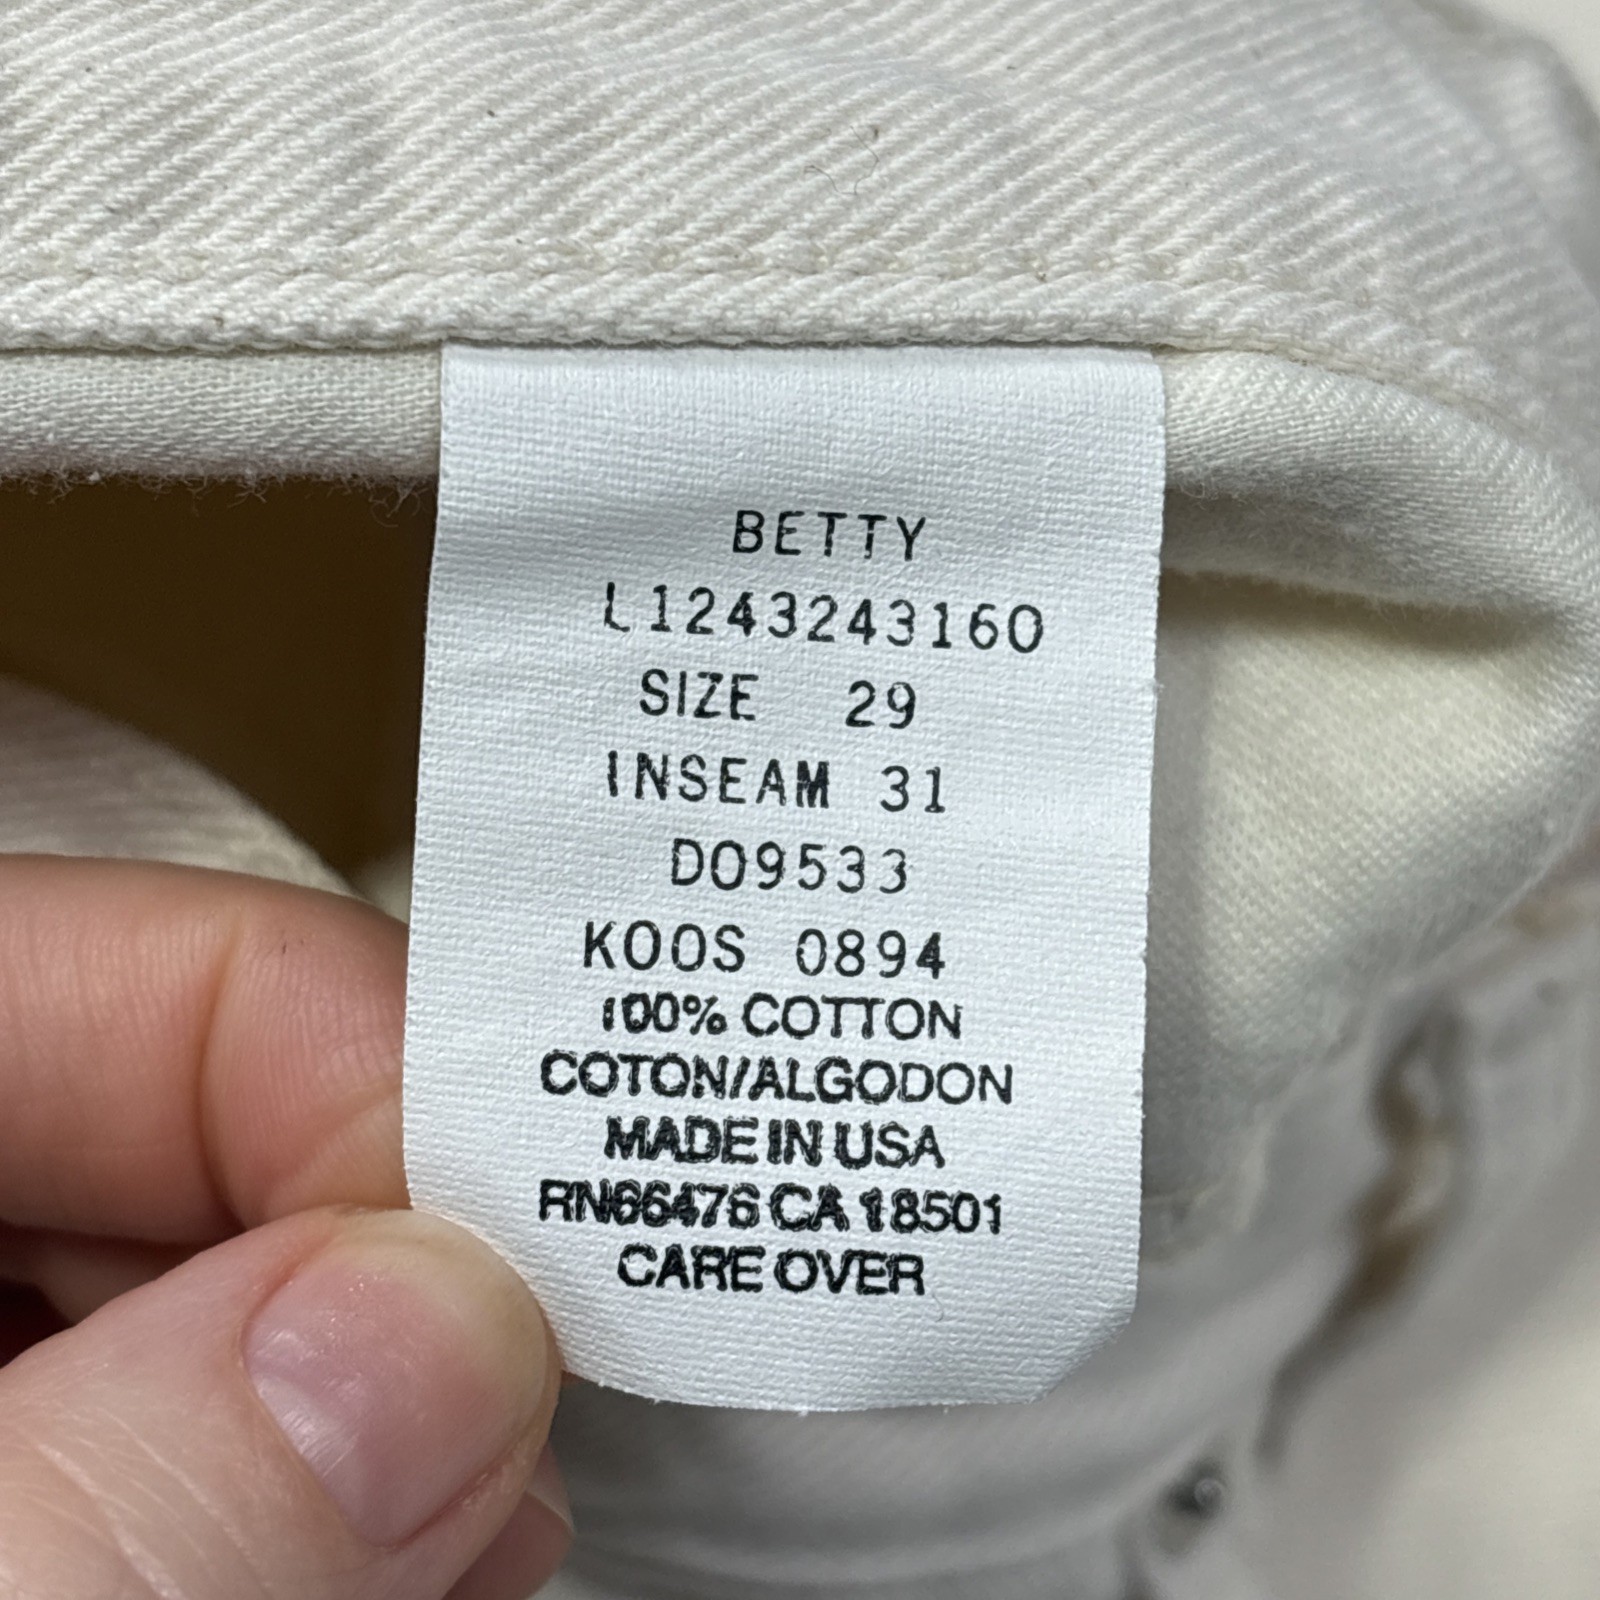 BETTY
L1243243160
SIZE 29
INSEAM 31
D09533
KOOS 0894
100% COTTON
COTON/ALGODON
MADE IN USA
RN66476 CA 18501
CARE OVER